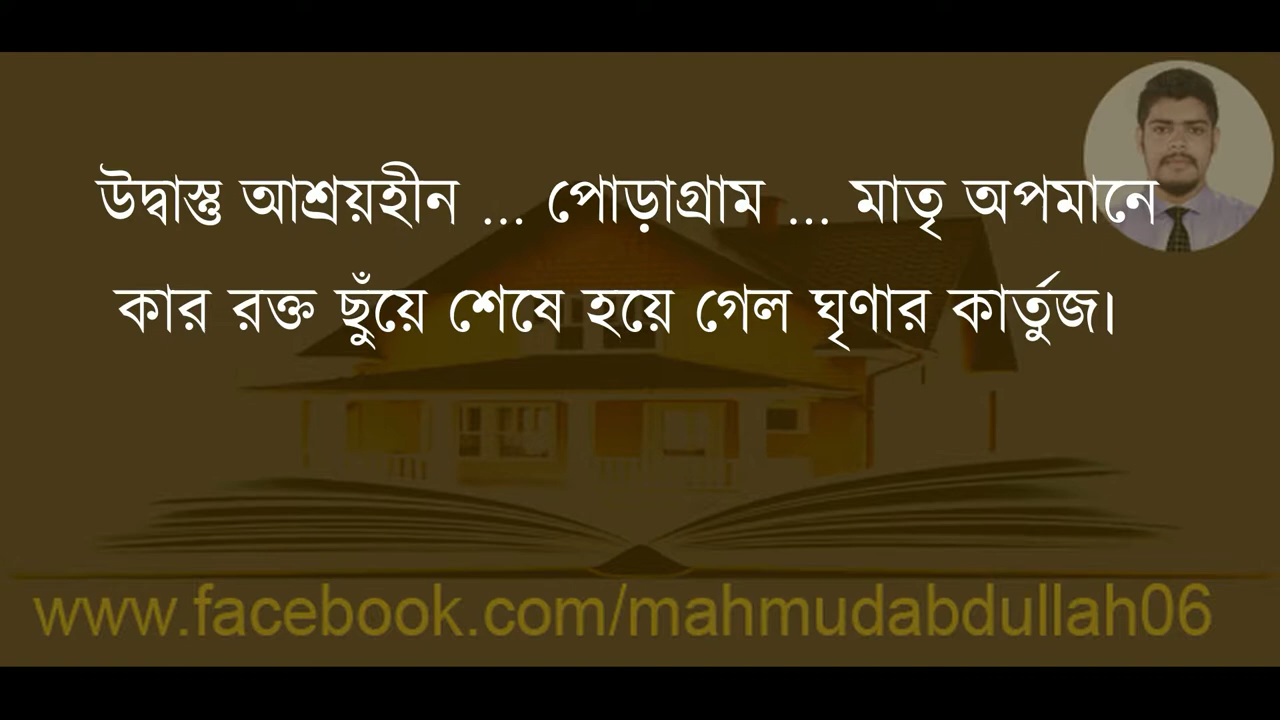 উদ্বাস্তু আশ্রয়হীন ... পোড়াগ্রাম ... মাতৃ অপমানে
কার রক্ত ছুঁয়ে শেষে হয়ে গেল ঘৃণার কার্তুজ।
www.facebook.com/mahmudabdullah06